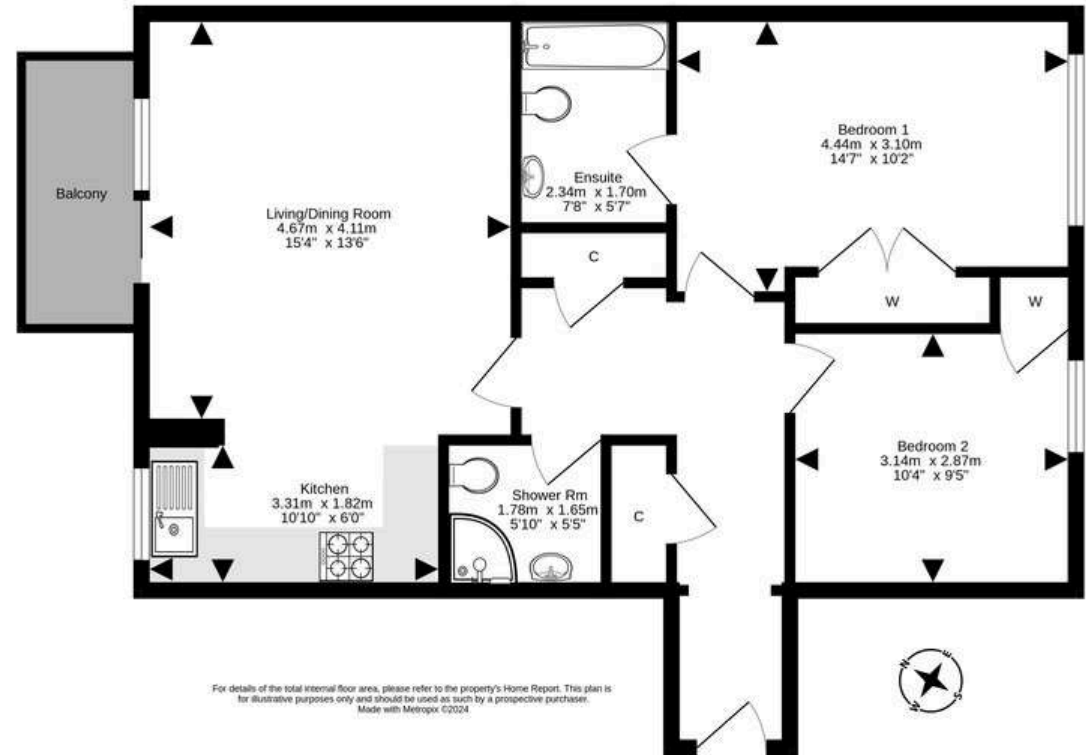 Balcony
Living/Dining Room
4.67m x 4.11m
15'4" x 13'6"
Ensuite
2.34m x 1.70m
7'8" x 5'7"
Bedroom 1
4.44m x 3.10m
14'7" x 10'2"
C
W
W
Bedroom 2
3.14m x 2.87m
10'4" x 9'5"
Kitchen
3.31m x 1.82m
10'10" x 6'0"
Shower Rm
1.78m x 1.65m
5'10" x 5'5"
C
N
E
W
S
For details of the total internal floor area, please refer to the property's Home Report. This plan is
for illustrative purposes only and should be used as such by a prospective purchaser.
Made with Metropix ©2024